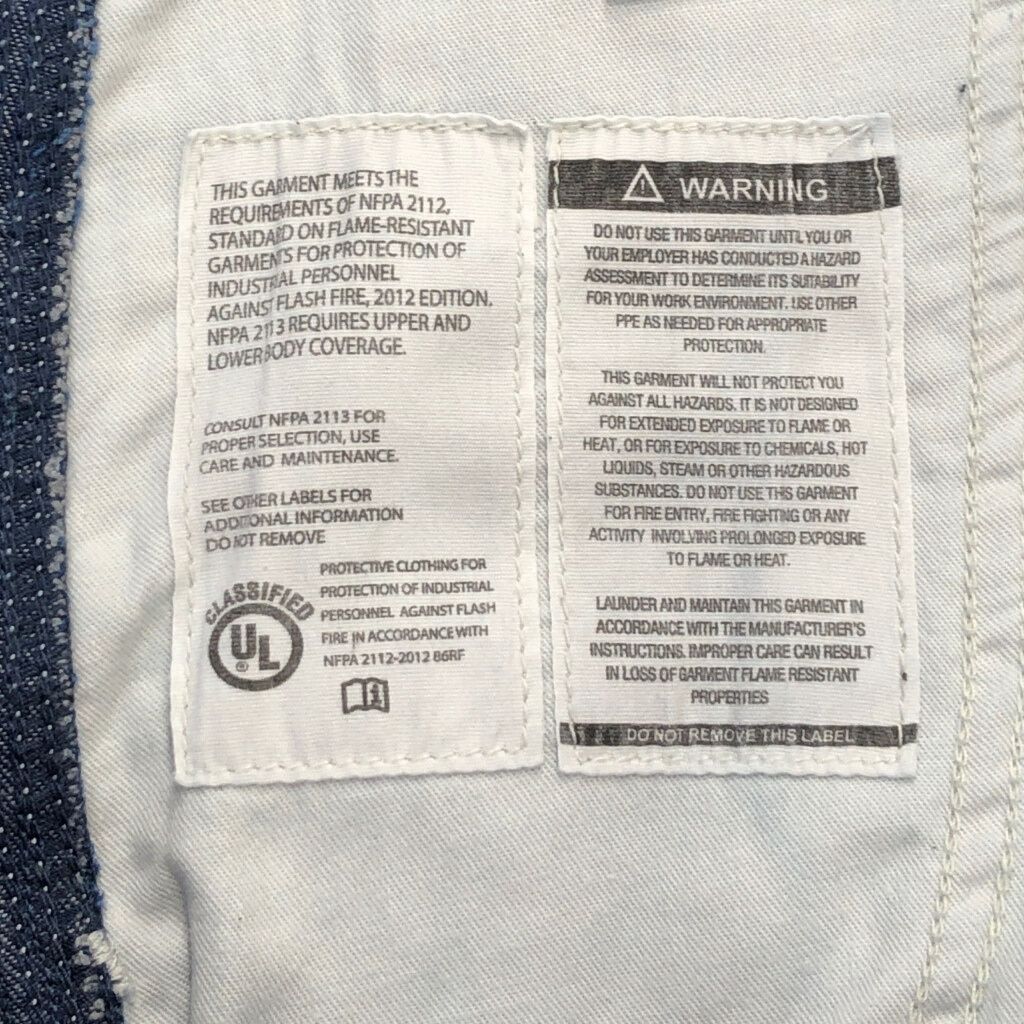 THIS GARMENT MEETS THE
REQUIREMENTS OF NFPA 2112,
STANDARD ON FLAME-RESISTANT
GARMENTS FOR PROTECTION OF
INDUSTRIAL PERSONNEL
AGAINST FLASH FIRE, 2012 EDITION.
NFPA 2113 REQUIRES UPPER AND
LOWER BODY COVERAGE.
CONSULT NFPA 2113 FOR
PROPER SELECTION, USE
CARE AND MAINTENANCE.
SEE OTHER LABELS FOR
ADDITIONAL INFORMATION
DO NOT REMOVE
CLASSIFIED
UL
®
PROTECTIVE CLOTHING FOR
PROTECTION OF INDUSTRIAL
PERSONNEL AGAINST FLASH
FIRE IN ACCORDANCE WITH
NFPA 2112-2012 86RF
i
WARNING
DO NOT USE THIS GARMENT UNTIL YOU OR
YOUR EMPLOYER HAS CONDUCTED A HAZARD
ASSESSMENT TO DETERMINE ITS SUITABILITY
FOR YOUR WORK ENVIRONMENT. USE OTHER
PPE AS NEEDED FOR APPROPRIATE
PROTECTION.
THIS GARMENT WILL NOT PROTECT YOU
AGAINST ALL HAZARDS. IT IS NOT DESIGNED
FOR EXTENDED EXPOSURE TO FLAME OR
HEAT, OR FOR EXPOSURE TO CHEMICALS, HOT
LIQUIDS, STEAM OR OTHER HAZARDOUS
SUBSTANCES. DO NOT USE THIS GARMENT
FOR FIRE ENTRY, FIRE FIGHTING OR ANY
ACTIVITY INVOLVING PROLONGED EXPOSURE
TO FLAME OR HEAT.
LAUNDER AND MAINTAIN THIS GARMENT IN
ACCORDANCE WITH THE MANUFACTURER'S
INSTRUCTIONS. IMPROPER CARE CAN RESULT
IN LOSS OF GARMENT FLAME RESISTANT
PROPERTIES
DO NOT REMOVE THIS LABEL